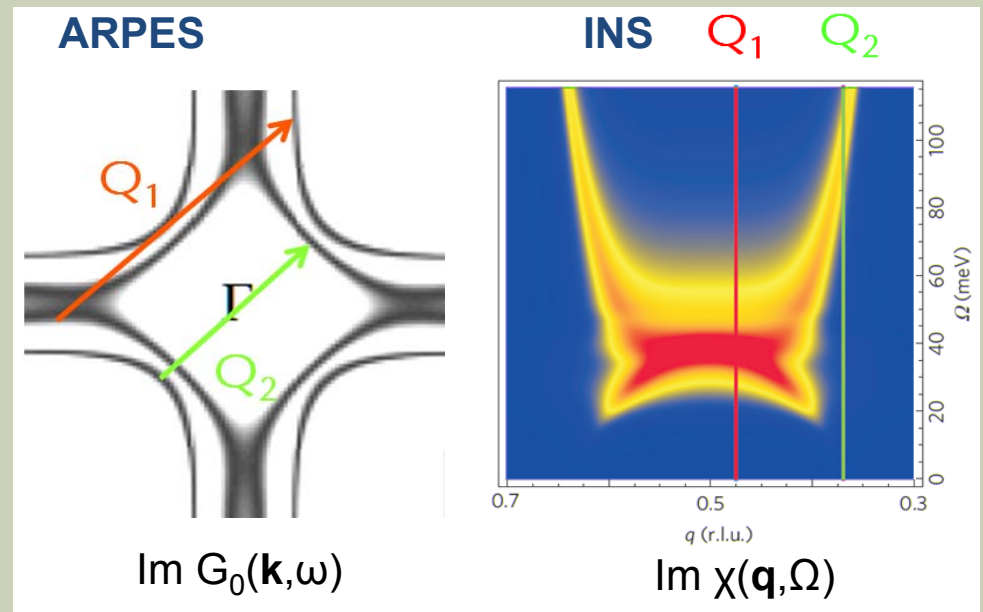 ARPES
Q₁
Γ
Q₂
Im G₀(𝐤,ω)
INS Q₁ Q₂
100
80
60
40
20
0
Ω (meV)
0.7 0.5 0.3
q (r.l.u.)
Im χ(𝐪,Ω)